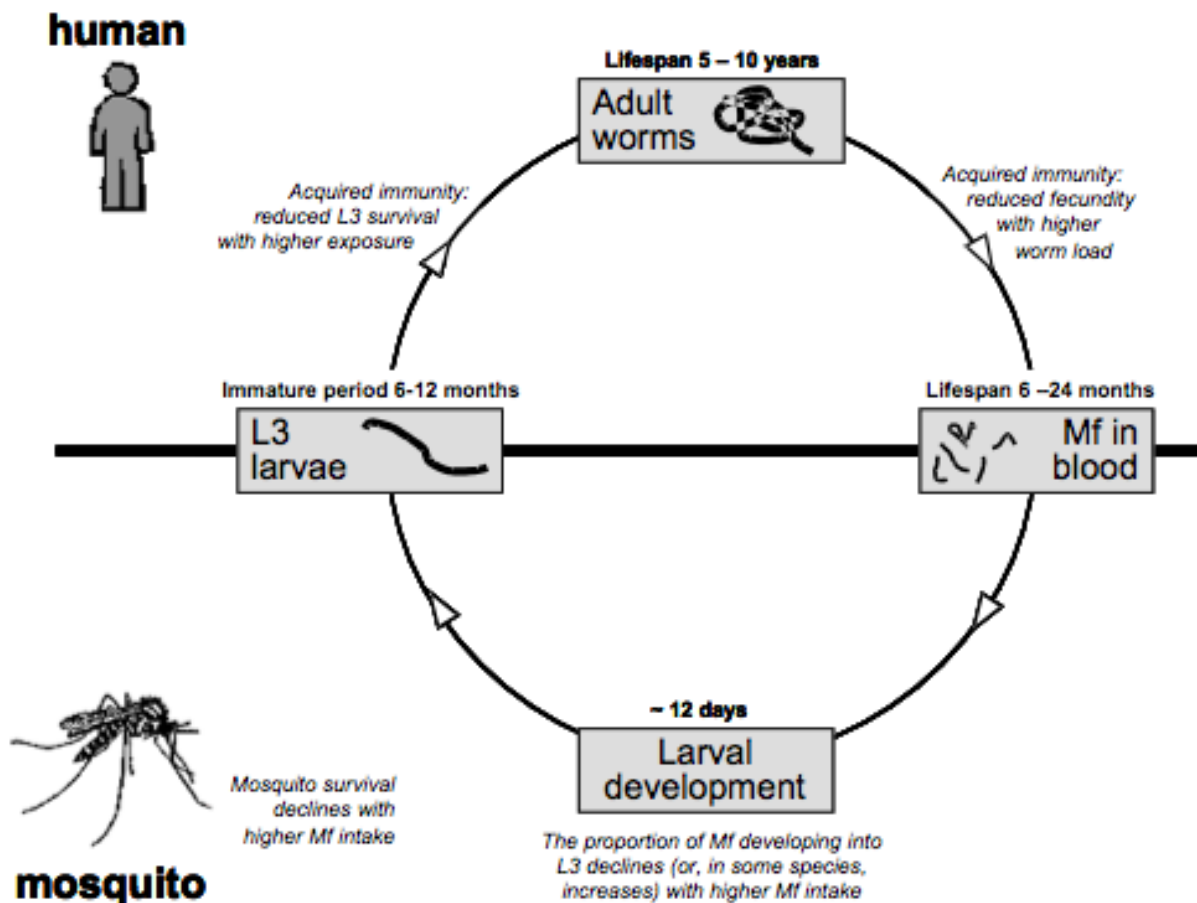 human
Lifespan 5 – 10 years
Adult
worms
Acquired immunity:
reduced L3 survival
with higher exposure
Acquired immunity:
reduced fecundity
with higher
worm load
Immature period 6-12 months
L3
larvae
Lifespan 6 –24 months
Mf in
blood
~ 12 days
Larval
development
Mosquito survival
declines with
higher Mf intake
The proportion of Mf developing into
L3 declines (or, in some species,
increases) with higher Mf intake
mosquito